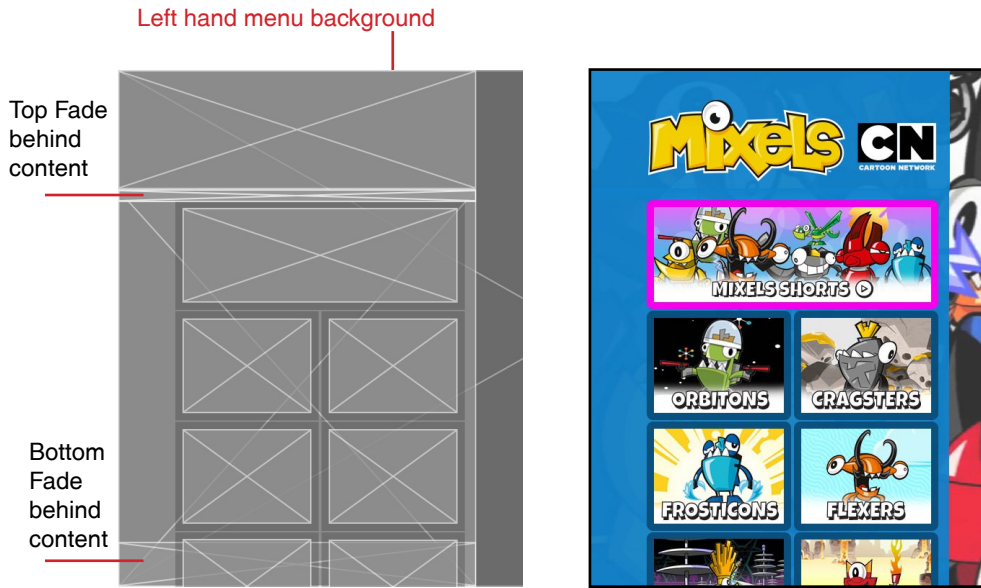 Left hand menu background
Top Fade
behind
content
Bottom
Fade
behind
content
MIXELS
CN
CARTOON NETWORK
MIXELS SHORTS
ORBITONS
CRAGSTERS
FROSTICONS
FLEXERS